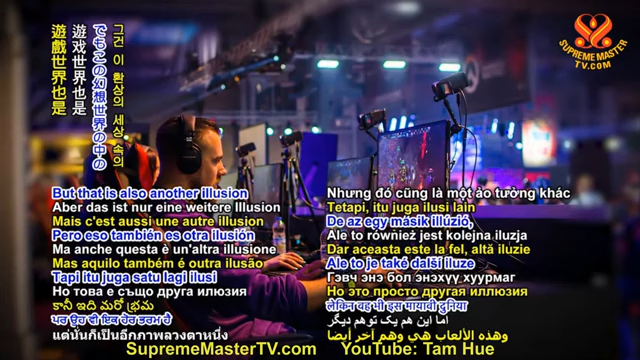 그건 이 환상의 세상 속의
でもこの幻想世界の中の
遊戏世界也是
遊戲世界也是
SUPREME MASTER
TV.COM
But that is also another illusion
Aber das ist nur eine weitere Illusion
Mais c'est aussi une autre illusion
Pero eso también es otra ilusión
Ma anche questa è un'altra illusione
Mas aquilo também é outra ilusão
Tapi itu juga satu lagi ilusi
Но това е също друга илюзия
కానీ ఇది మరో భ్రమ
ਪਰ ਉਹ ਵੀ ਇਕ ਹੋਰ ਭਰਮ ਹੈ
แต่นั่นก็เป็นอีกภาพลวงตาหนึ่ง
Nhưng đó cũng là một ảo tưởng khác
Tetapi, itu juga ilusi lain
De az egy másik illúzió,
Ale to również jest kolejna iluzja
Dar aceasta este la fel, altă iluzie
Ale to je také další iluze
Гэвч энэ бол энэхүү хуурмаг
Но это просто другая иллюзия
लेकिन वह भी इस मायावी दुनिया
اما این هم یک توهم دیگر
وهذه الألعاب هي وهم آخر أيضا
SupremeMasterTV.com
YouTube: Tam Hue